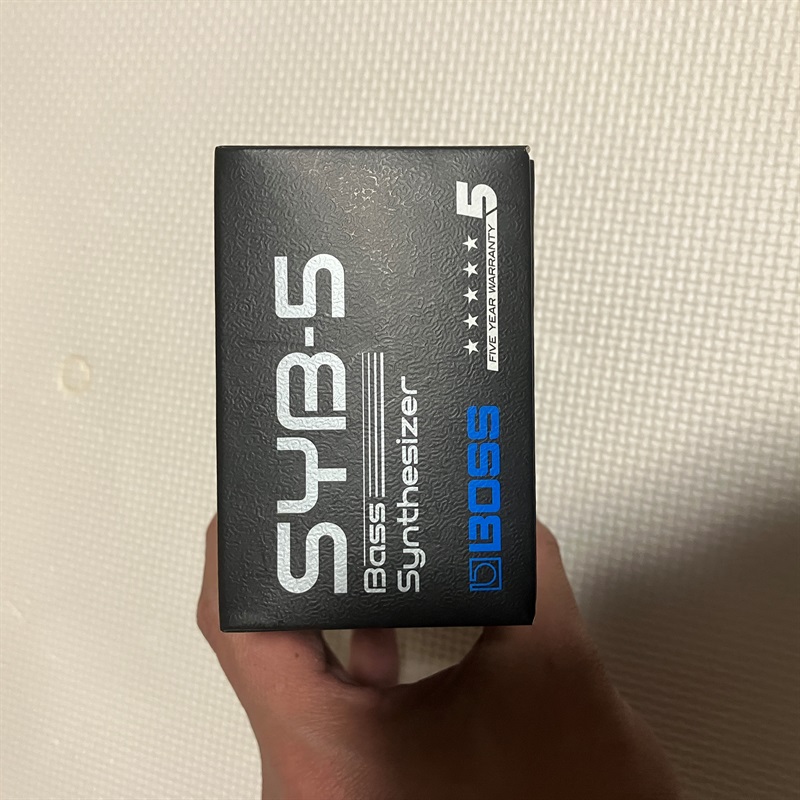 SYB-5
Bass
Synthesizer
BOSS
★★★★★
FIVE YEAR WARRANTY 5